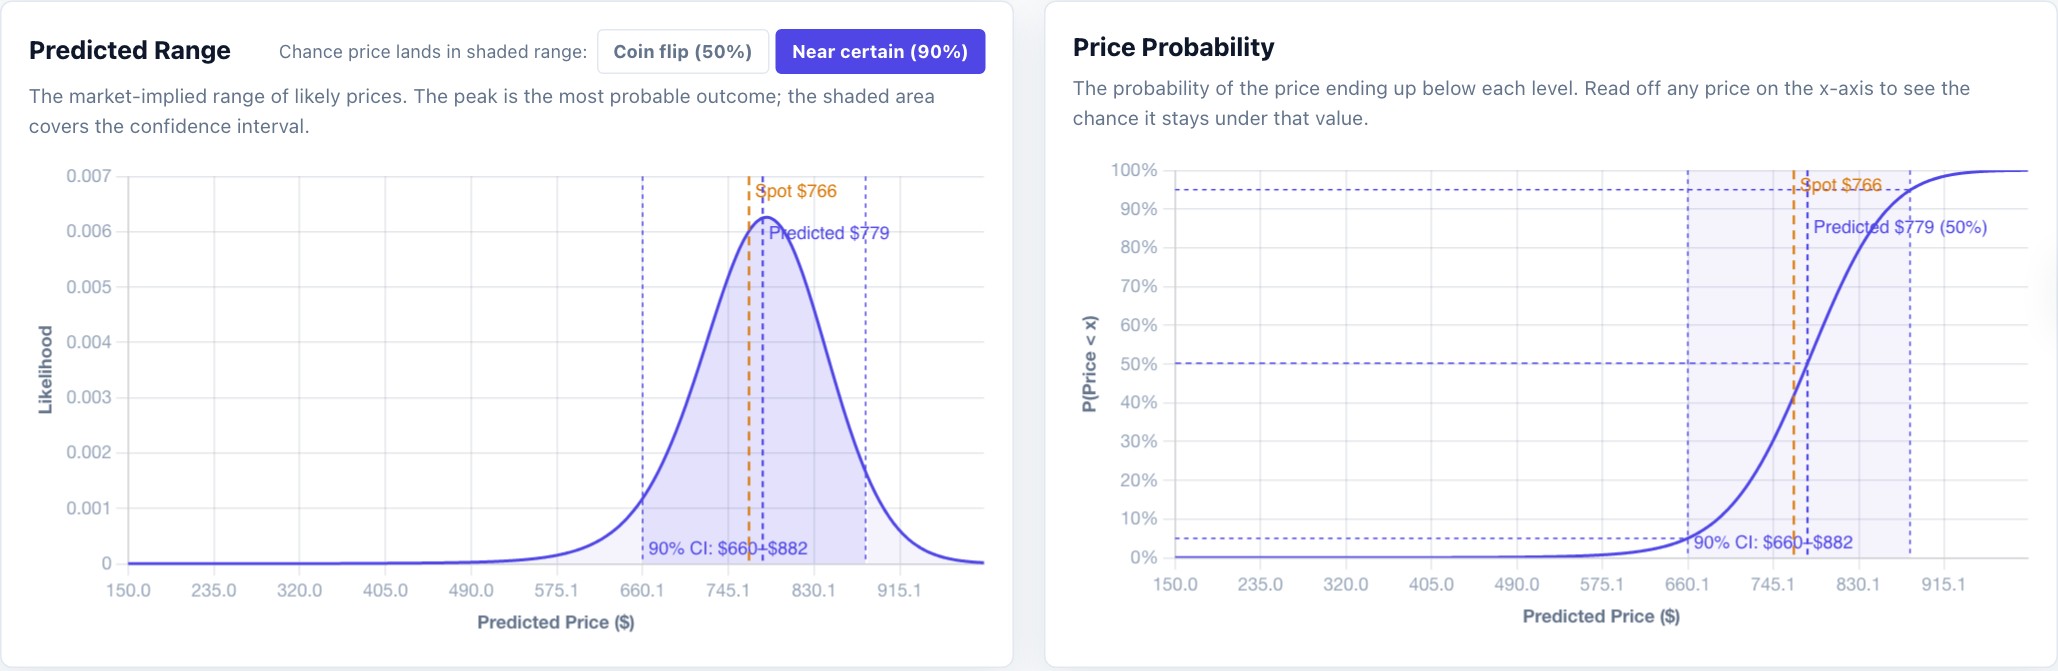 Predicted Range
Chance price lands in shaded range:
Coin flip (50%)
Near certain (90%)
The market-implied range of likely prices. The peak is the most probable outcome; the shaded area
covers the confidence interval.
0.007
0.006
0.005
0.004
0.003
0.002
0.001
0
Likelihood
Spot $766
Predicted $779
90% CI: $660–$882
150.0
235.0
320.0
405.0
490.0
575.1
660.1
745.1
830.1
915.1
Predicted Price ($)
Price Probability
The probability of the price ending up below each level. Read off any price on the x-axis to see the
chance it stays under that value.
100%
90%
80%
70%
60%
50%
40%
30%
20%
10%
0%
P(Price < x)
Spot $766
Predicted $779 (50%)
90% CI: $660–$882
150.0
235.0
320.0
405.0
490.0
575.1
660.1
745.1
830.1
915.1
Predicted Price ($)